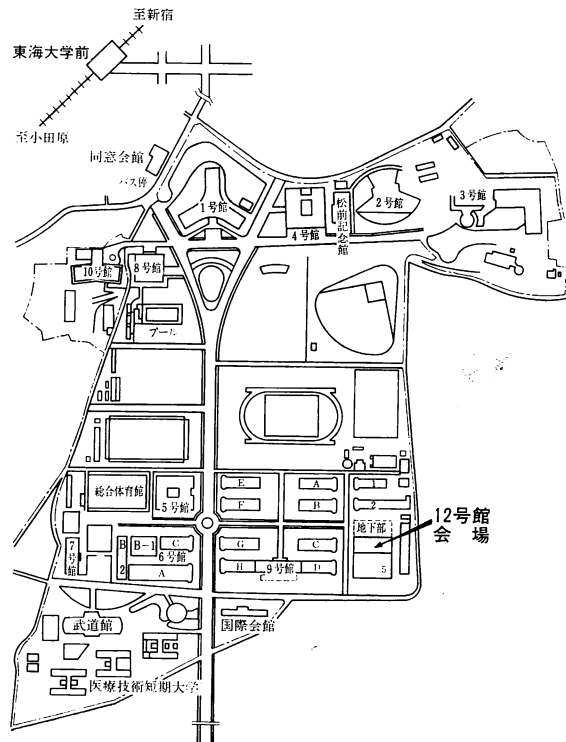 至新宿
東海大学前
至小田原
同窓会館
バス停
1号館
4号館
松前記念館
2号館
3号館
10号館
8号館
プール
E
A
1
総合体育館
5号館
F
B
2
12号館
会 場
地下部
7号館
B
2
B-1
C
6号館
A
G
C
H
9号館
D
5
武道館
国際会館
医療技術短期大学